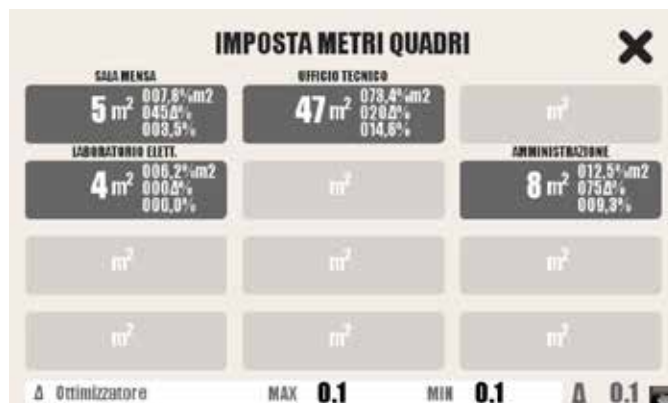 IMPOSTA METRI QUADRI
SALA MENSA
5 m² 007,8%m2
045Δ%
003,5%
UFFICIO TECNICO
47 m² 073,4%m2
020Δ%
014,6%
m²
LABORATORIO ELETT.
4 m² 006,2%m2
000Δ%
000,0%
m²
AMMINISTRAZIONE
8 m² 012,5%m2
075Δ%
009,3%
m² m² m²
m² m² m²
Δ Ottimizzatore MAX 0.1 MIN 0.1 Δ 0.1